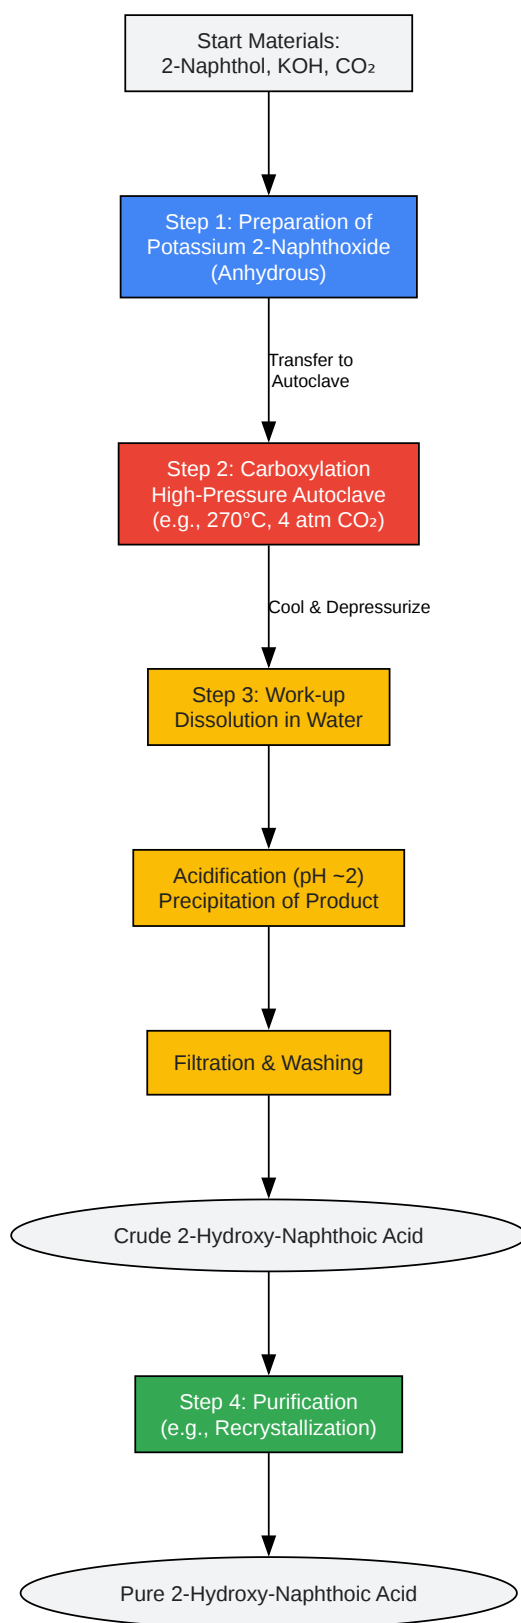 Start Materials:
2-Naphthol, KOH, CO₂
Step 1: Preparation of
Potassium 2-Naphthoxide
(Anhydrous)
Transfer to
Autoclave
Step 2: Carboxylation
High-Pressure Autoclave
(e.g., 270°C, 4 atm CO₂)
Cool & Depressurize
Step 3: Work-up
Dissolution in Water
Acidification (pH ~2)
Precipitation of Product
Filtration & Washing
Crude 2-Hydroxy-Naphthoic Acid
Step 4: Purification
(e.g., Recrystallization)
Pure 2-Hydroxy-Naphthoic Acid